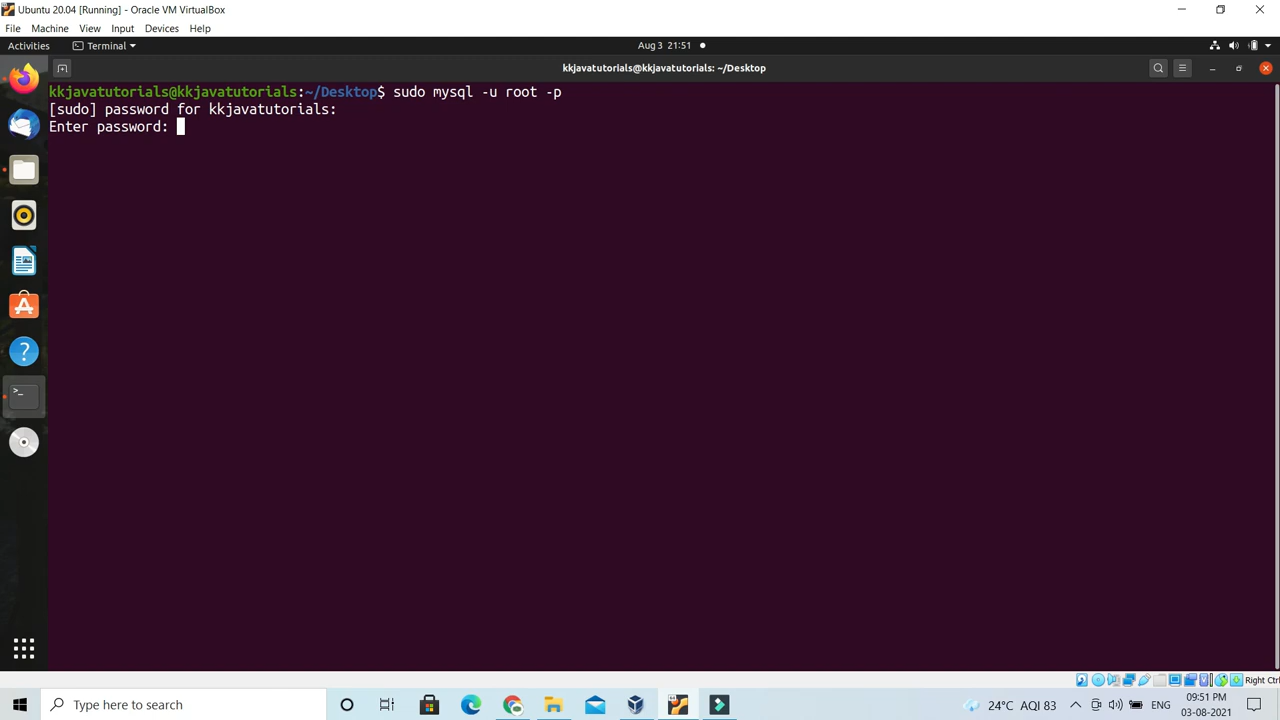 Ubuntu 20.04 [Running] - Oracle VM VirtualBox
File Machine View Input Devices Help
Activities Terminal Aug 3 21:51
kkjavatutorials@kkjavatutorials: ~/Desktop
kkjavatutorials@kkjavatutorials:~/Desktop$ sudo mysql -u root -p
[sudo] password for kkjavatutorials:
Enter password:
Right Ctrl
Type here to search
24°C AQI 83
ENG
09:51 PM
03-08-2021